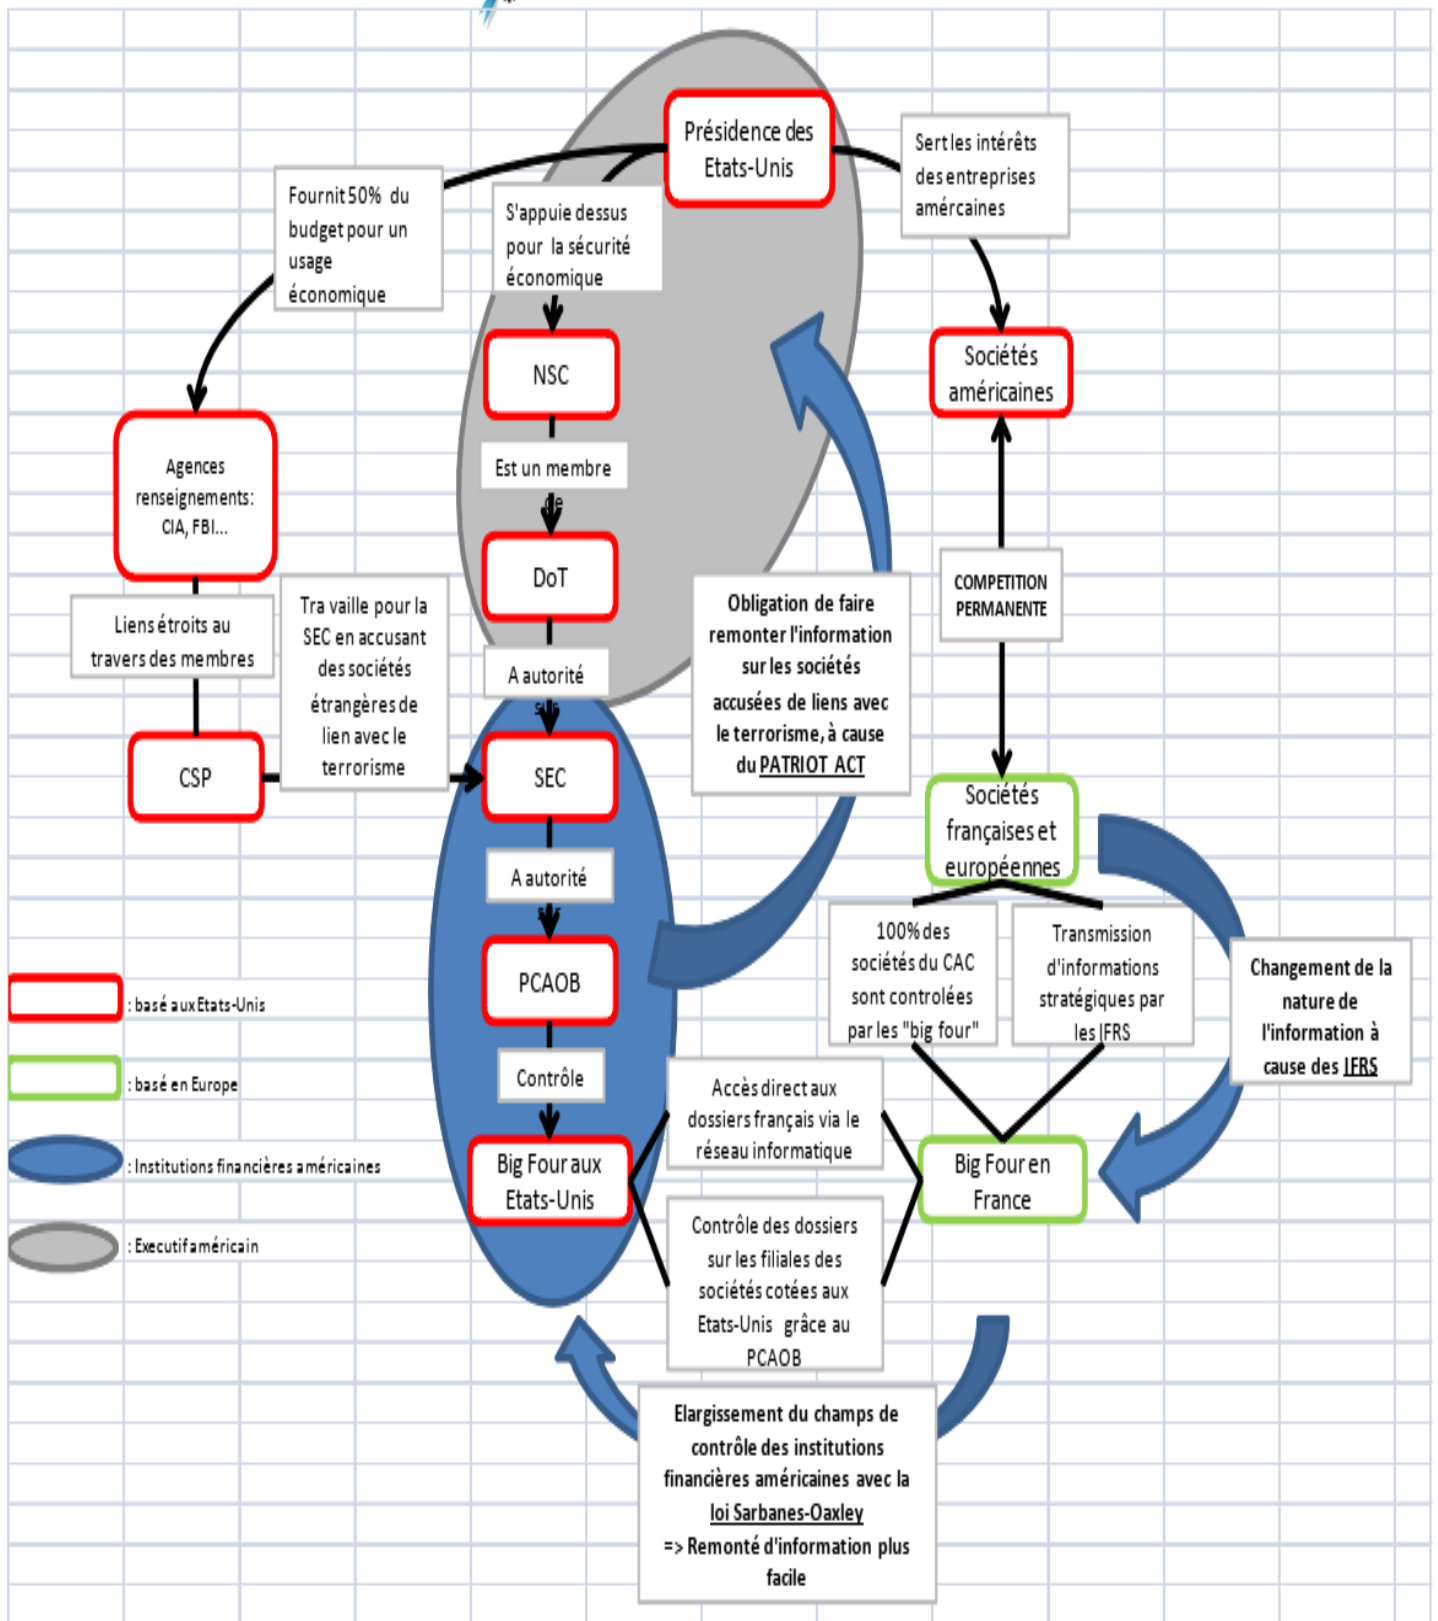 Présidence des
Etats-Unis
Sert les intérêts
des entreprises
amércaines
Fournit 50% du
budget pour un
usage
économique
S'appuie dessus
pour la sécurité
économique
NSC
Sociétés
américaines
Est un membre
de
Agences
renseignements:
CIA, FBI...
DoT
COMPETITION
PERMANENTE
Liens étroits au
travers des membres
Tra vaille pour la
SEC en accusant
des sociétés
étrangères de
lien avec le
terrorisme
A autorité
sur
Obligation de faire
remonter l'information
sur les sociétés
accusées de liens avec
le terrorisme, à cause
du PATRIOT ACT
CSP
SEC
Sociétés
françaises et
européennes
A autorité
sur
100% des
sociétés du CAC
sont controlées
par les "big four"
Transmission
d'informations
stratégiques par
les IFRS
Changement de la
nature de
l'information à
cause des IFRS
PCAOB
: basé aux Etats-Unis
: basé en Europe
: Institutions financières américaines
: Executif américain
Contrôle
Accès direct aux
dossiers français via le
réseau informatique
Big Four aux
Etats-Unis
Big Four en
France
Contrôle des dossiers
sur les filiales des
sociétés cotées aux
Etats-Unis grâce au
PCAOB
Elargissement du champs de
contrôle des institutions
financières américaines avec la
loi Sarbanes-Oaxley
=> Remonté d'information plus
facile